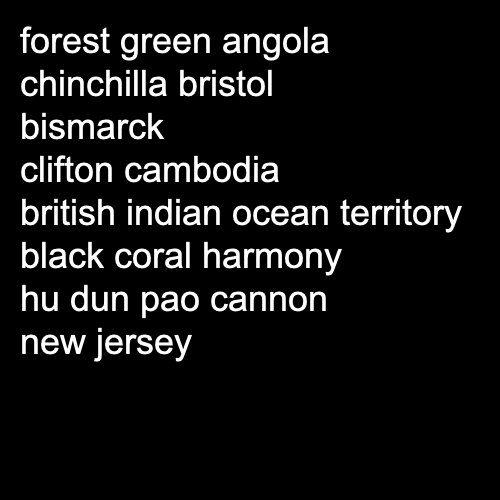 forest green angola
chinchilla bristol
bismarck
clifton cambodia
british indian ocean territory
black coral harmony
hu dun pao cannon
new jersey